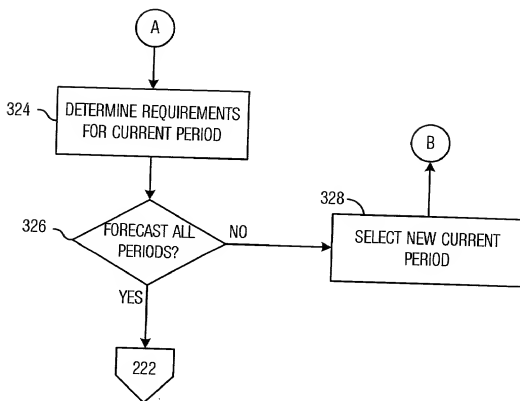 A
324
DETERMINE REQUIREMENTS
FOR CURRENT PERIOD
B
328
326
FORECAST ALL
PERIODS?
NO
SELECT NEW CURRENT
PERIOD
YES
222